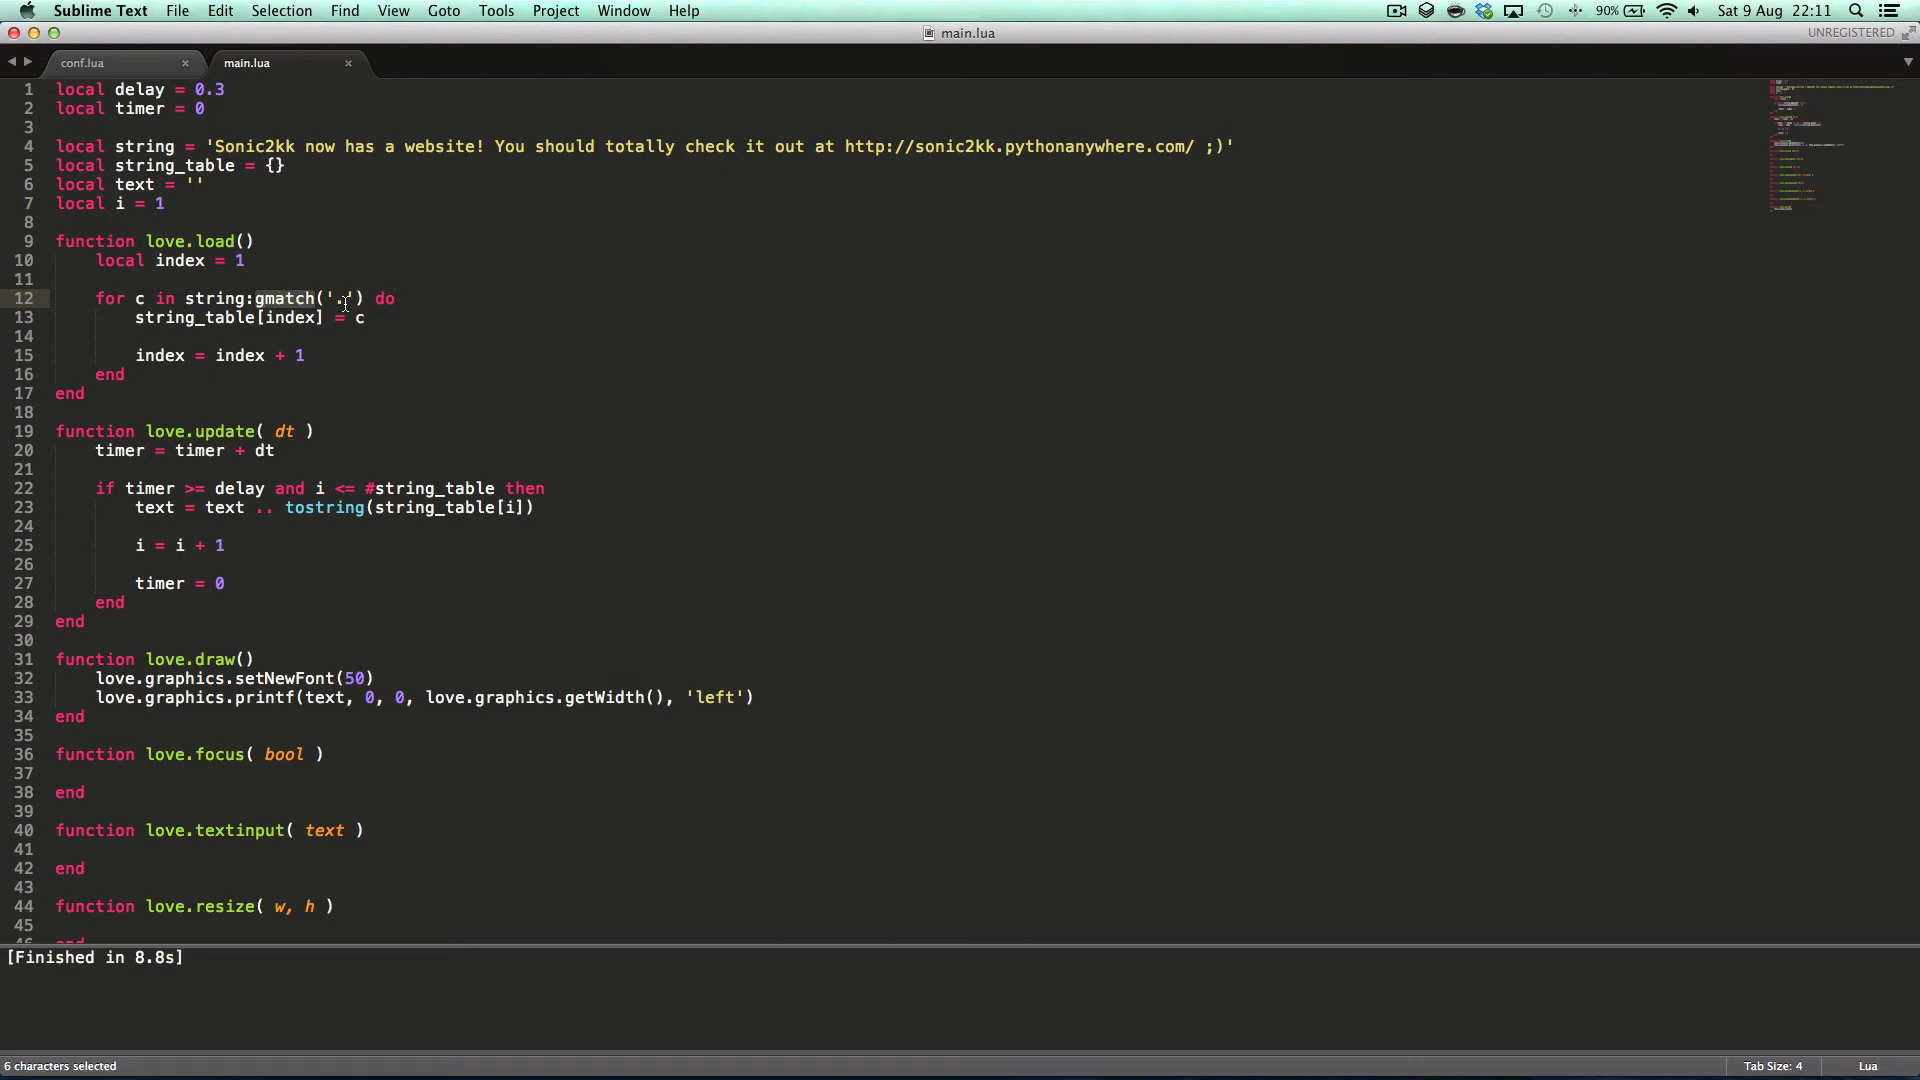 Sublime Text File Edit Selection Find View Goto Tools Project Window Help 90% Sat 9 Aug 22:11
main.lua UNREGISTERED
conf.lua × main.lua ×
1 local delay = 0.3
2 local timer = 0
3
4 local string = 'Sonic2kk now has a website! You should totally check it out at http://sonic2kk.pythonanywhere.com/ ;)'
5 local string_table = {}
6 local text = ''
7 local i = 1
8
9 function love.load()
10 local index = 1
11
12 for c in string:gmatch('.') do
13 string_table[index] = c
14
15 index = index + 1
16 end
17 end
18
19 function love.update( dt )
20 timer = timer + dt
21
22 if timer >= delay and i <= #string_table then
23 text = text .. tostring(string_table[i])
24
25 i = i + 1
26
27 timer = 0
28 end
29 end
30
31 function love.draw()
32 love.graphics.setNewFont(50)
33 love.graphics.printf(text, 0, 0, love.graphics.getWidth(), 'left')
34 end
35
36 function love.focus( bool )
37
38 end
39
40 function love.textinput( text )
41
42 end
43
44 function love.resize( w, h )
45
46 end
[Finished in 8.8s]
6 characters selected Tab Size: 4 Lua